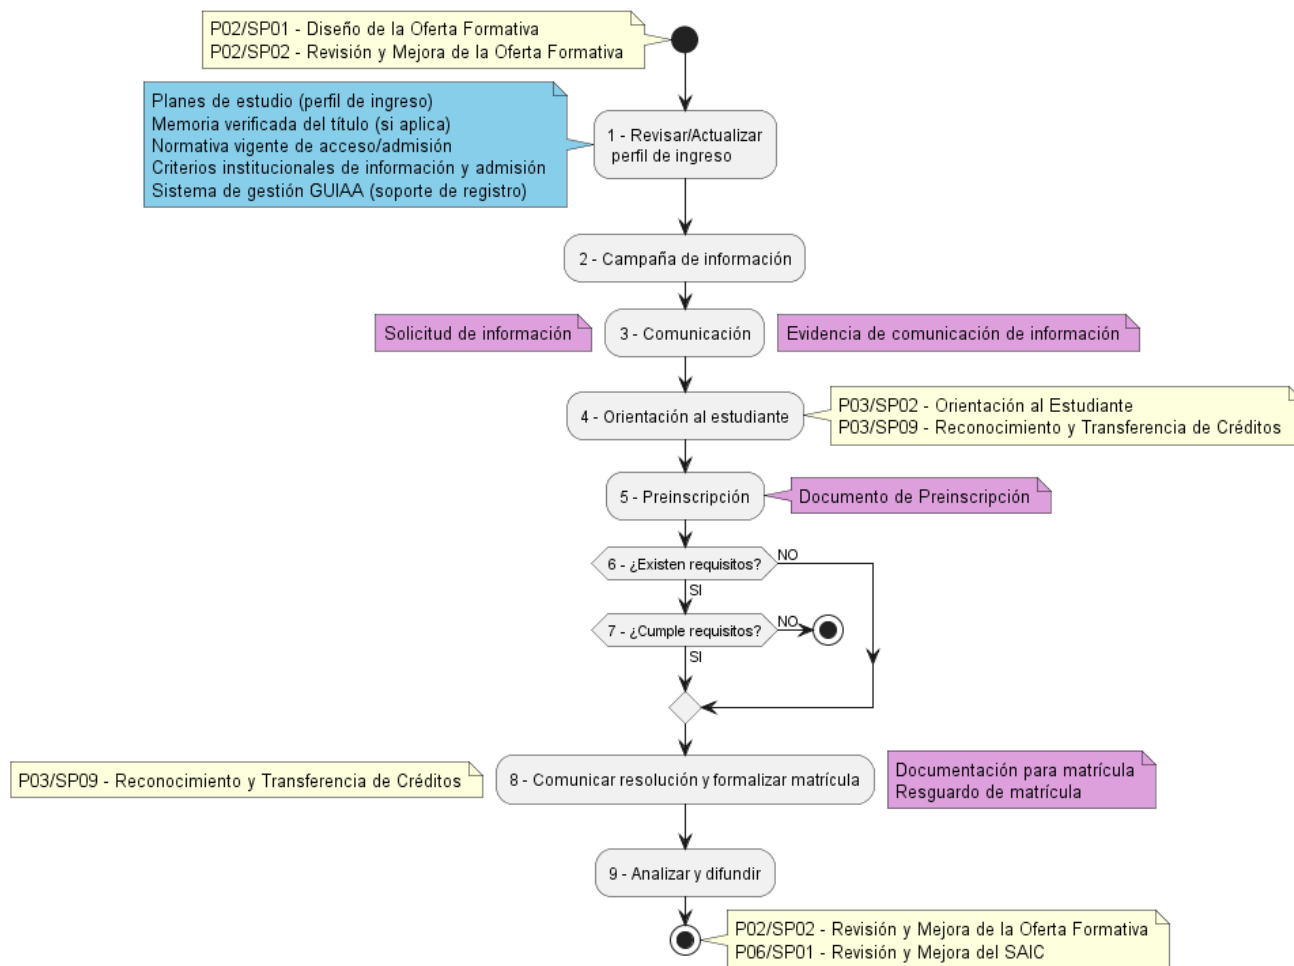 P02/SP01 - Diseño de la Oferta Formativa
P02/SP02 - Revisión y Mejora de la Oferta Formativa
Planes de estudio (perfil de ingreso)
Memoria verificada del título (si aplica)
Normativa vigente de acceso/admisión
Criterios institucionales de información y admisión
Sistema de gestión GUIAA (soporte de registro)
1 - Revisar/Actualizar
perfil de ingreso
2 - Campaña de información
Solicitud de información
3 - Comunicación
Evidencia de comunicación de información
4 - Orientación al estudiante
P03/SP02 - Orientación al Estudiante
P03/SP09 - Reconocimiento y Transferencia de Créditos
5 - Preinscripción
Documento de Preinscripción
6 - ¿Existen requisitos?
NO
SI
7 - ¿Cumple requisitos?
NO
SI
P03/SP09 - Reconocimiento y Transferencia de Créditos
8 - Comunicar resolución y formalizar matrícula
Documentación para matrícula
Resguardo de matrícula
9 - Analizar y difundir
P02/SP02 - Revisión y Mejora de la Oferta Formativa
P06/SP01 - Revisión y Mejora del SAIC